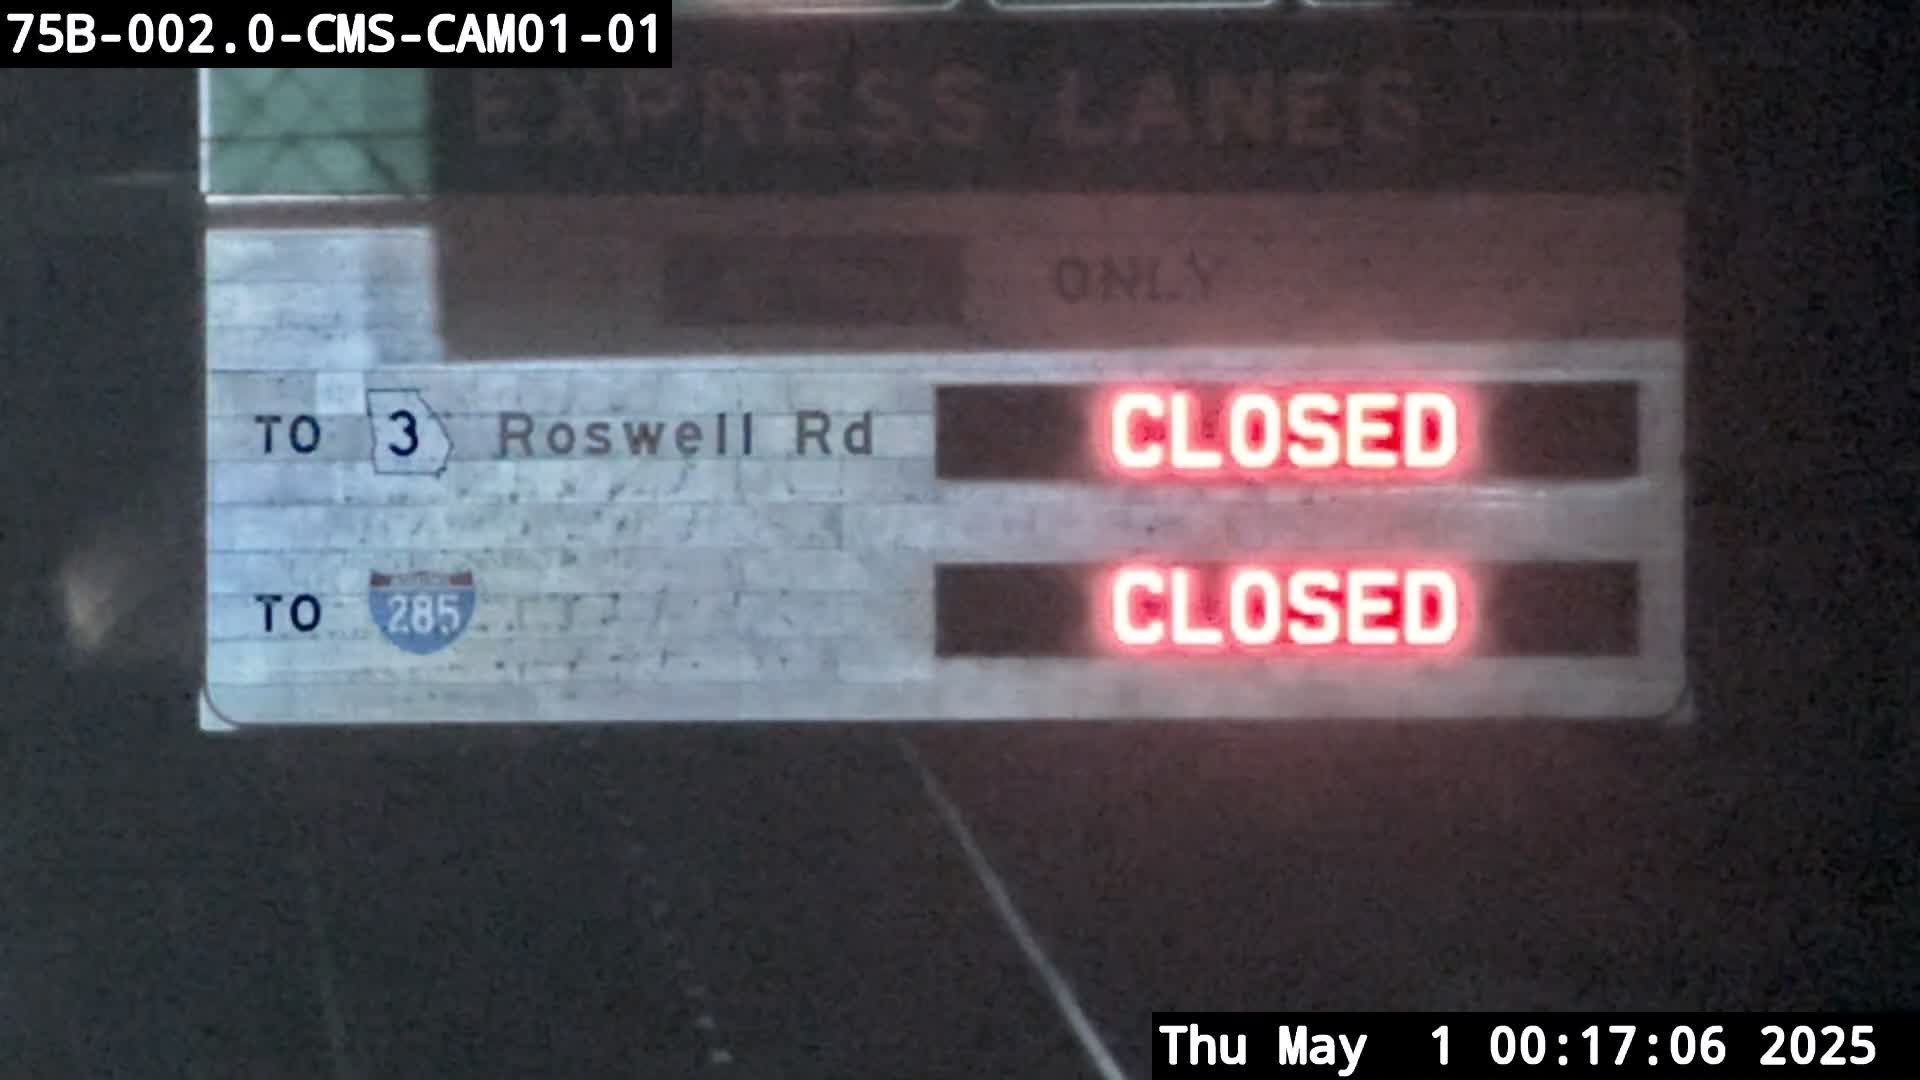 75B-002.0-CMS-CAM01-01
EXPRESS LANES
ONLY
TO 3 Roswell Rd CLOSED
TO 285 CLOSED
Thu May 1 00:17:06 2025